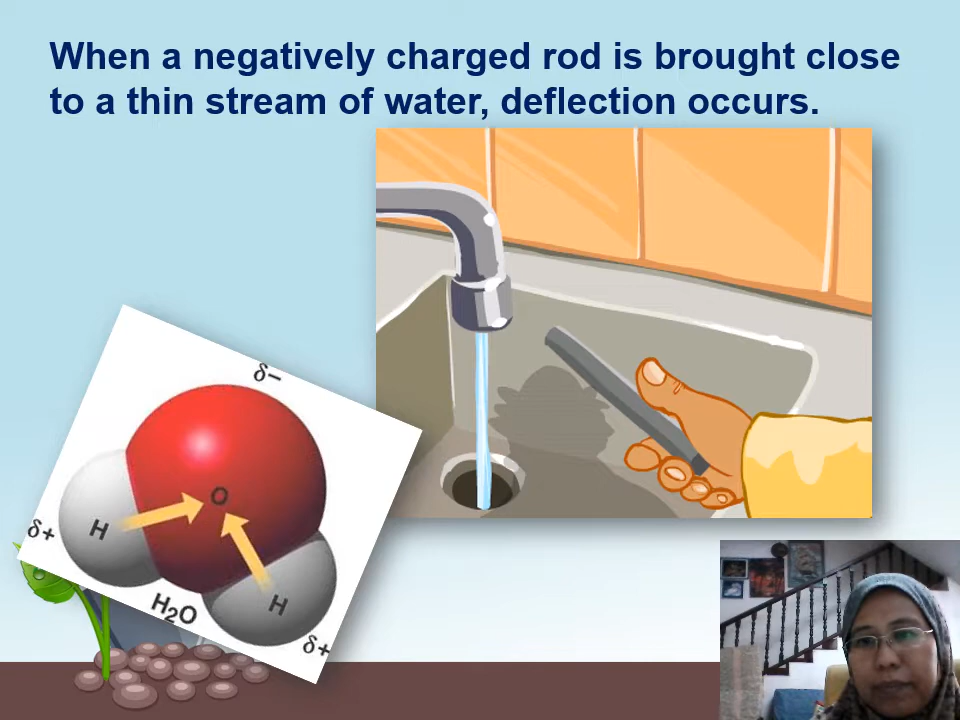 When a negatively charged rod is brought close
to a thin stream of water, deflection occurs.
δ−
O
H
δ+
H
H₂O
δ+